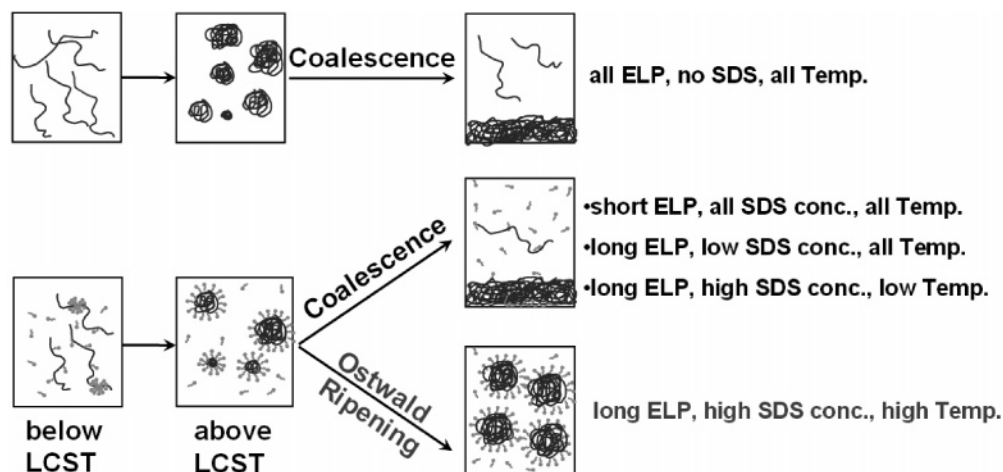 Coalescence
all ELP, no SDS, all Temp.
Coalescence
•short ELP, all SDS conc., all Temp.
•long ELP, low SDS conc., all Temp.
•long ELP, high SDS conc., low Temp.
Ostwald
Ripening
long ELP, high SDS conc., high Temp.
below
LCST
above
LCST